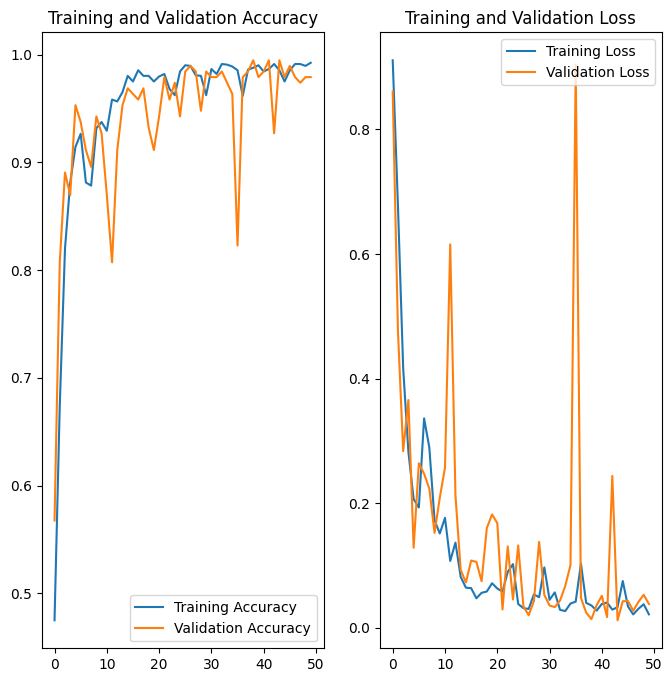 Training and Validation Accuracy
1.0
0.9
0.8
0.7
0.6
0.5
0 10 20 30 40 50
Training Accuracy
Validation Accuracy
Training and Validation Loss
0.8
0.6
0.4
0.2
0.0
0 10 20 30 40 50
Training Loss
Validation Loss